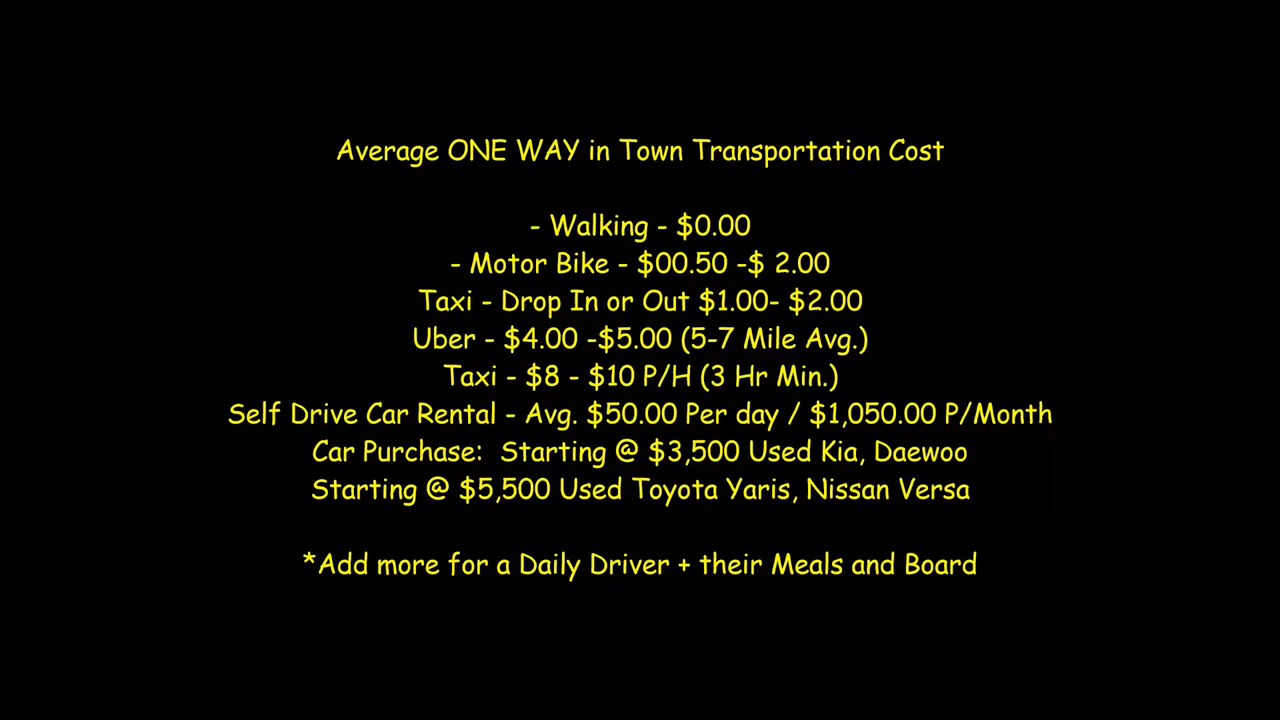 Average ONE WAY in Town Transportation Cost
- Walking - $0.00
- Motor Bike - $00.50 -$ 2.00
Taxi - Drop In or Out $1.00- $2.00
Uber - $4.00 -$5.00 (5-7 Mile Avg.)
Taxi - $8 - $10 P/H (3 Hr Min.)
Self Drive Car Rental - Avg. $50.00 Per day / $1,050.00 P/Month
Car Purchase:  Starting @ $3,500 Used Kia, Daewoo
Starting @ $5,500 Used Toyota Yaris, Nissan Versa
*Add more for a Daily Driver + their Meals and Board